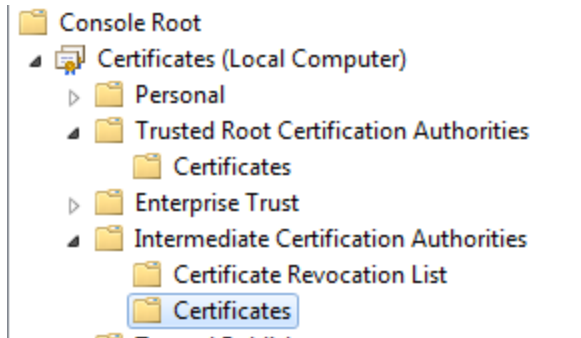 Console Root
Certificates (Local Computer)
Personal
Trusted Root Certification Authorities
Certificates
Enterprise Trust
Intermediate Certification Authorities
Certificate Revocation List
Certificates